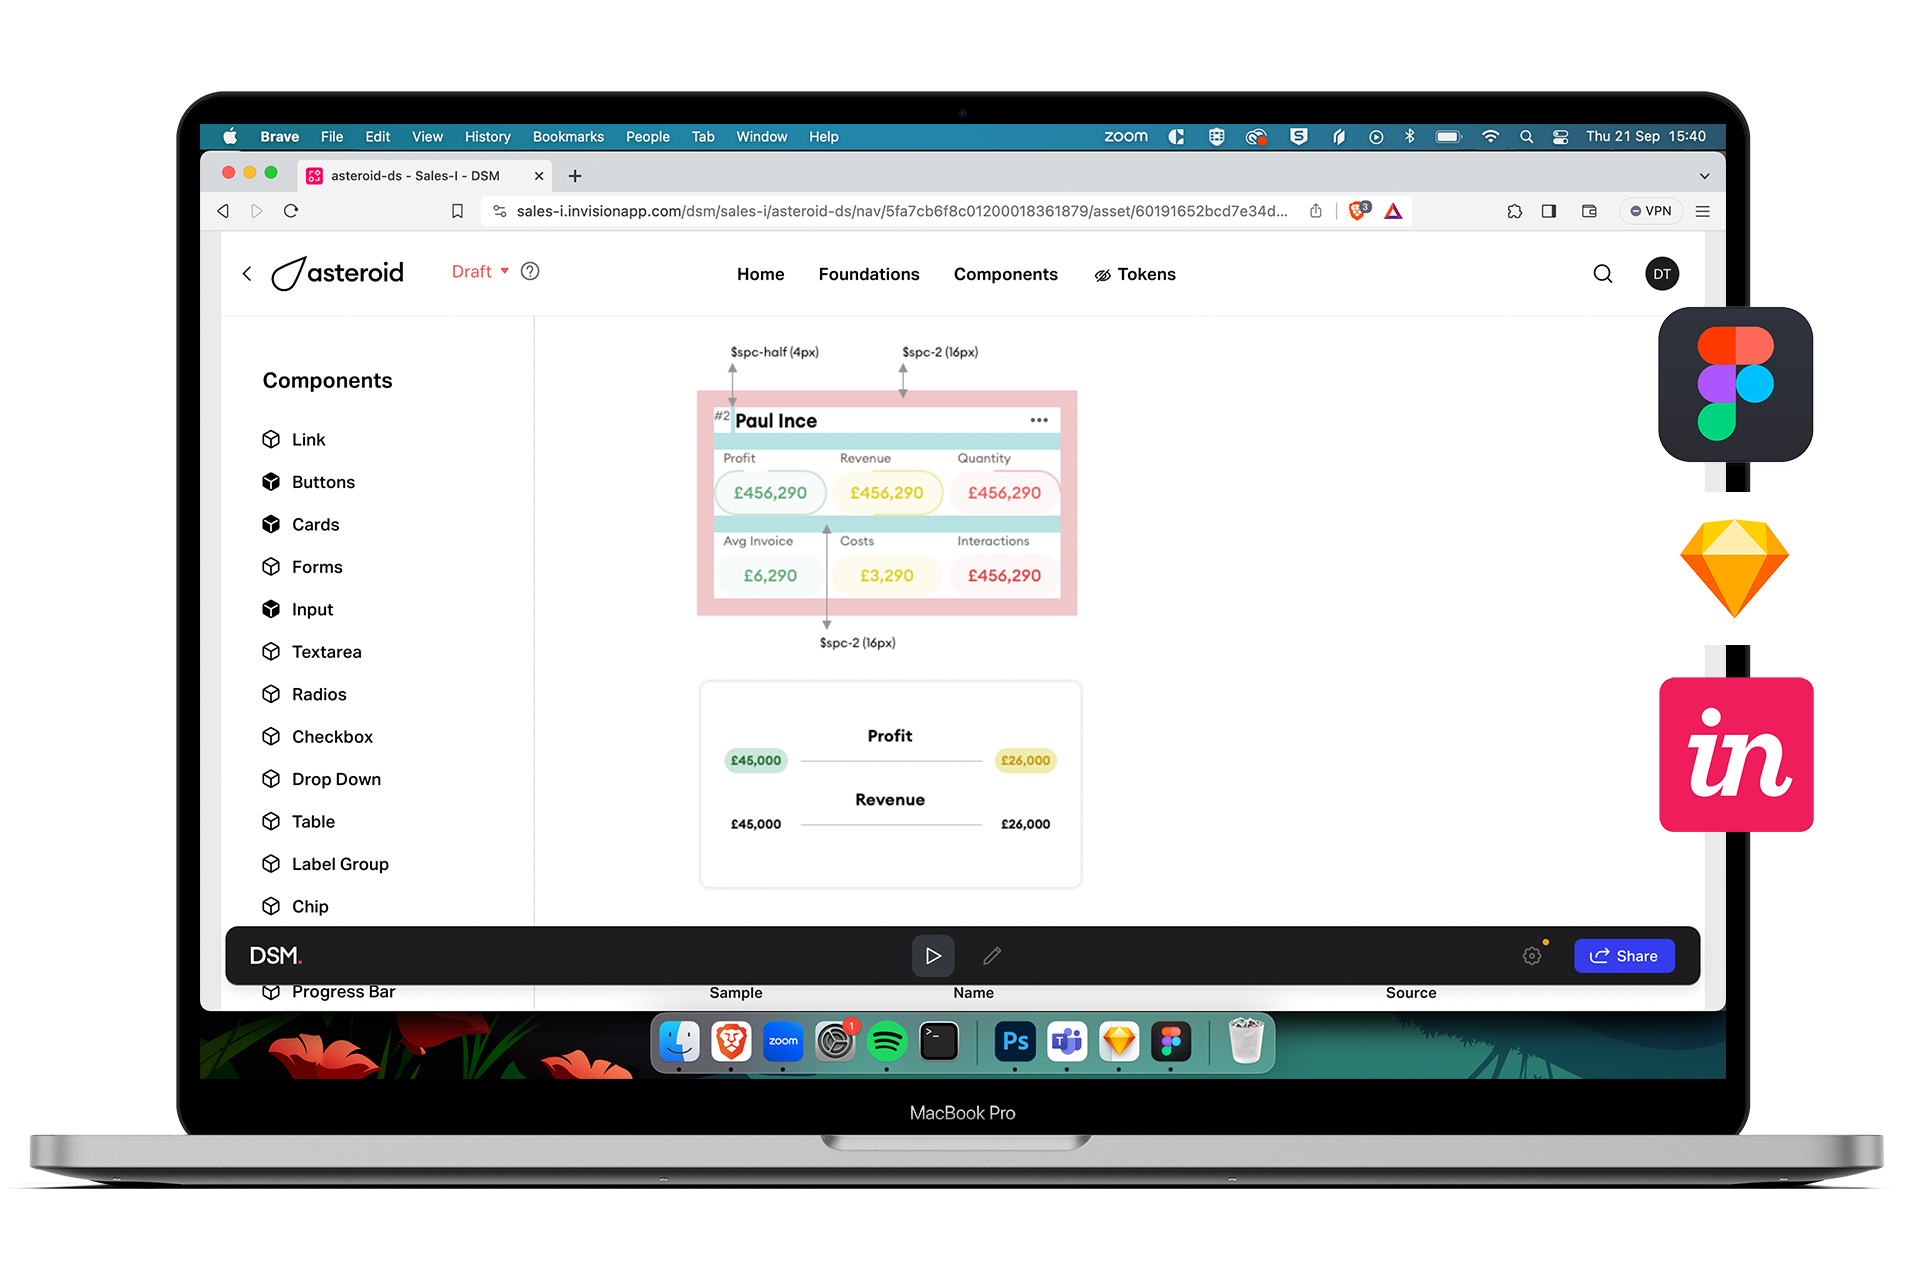 Brave File Edit View History Bookmarks People Tab Window Help zoom Thu 21 Sep 15:40
asteroid-ds - Sales-I - DSM
sales-i.invisionapp.com/dsm/sales-i/asteroid-ds/nav/5fa7cb6f8c01200018361879/asset/60191652bcd7e34d... 3 VPN
asteroid Draft ? Home Foundations Components Tokens DT
Components
Link
Buttons
Cards
Forms
Input
Textarea
Radios
Checkbox
Drop Down
Table
Label Group
Chip
Progress Bar
$spc-half (4px) $spc-2 (16px)
#2 Paul Ince
Profit Revenue Quantity
£456,290 £456,290 £456,290
Avg Invoice Costs Interactions
£6,290 £3,290 £456,290
$spc-2 (16px)
Profit
£45,000 £26,000
Revenue
£45,000 £26,000
DSM. Share
Sample Name Source
zoom 1 >_ Ps T
MacBook Pro
in